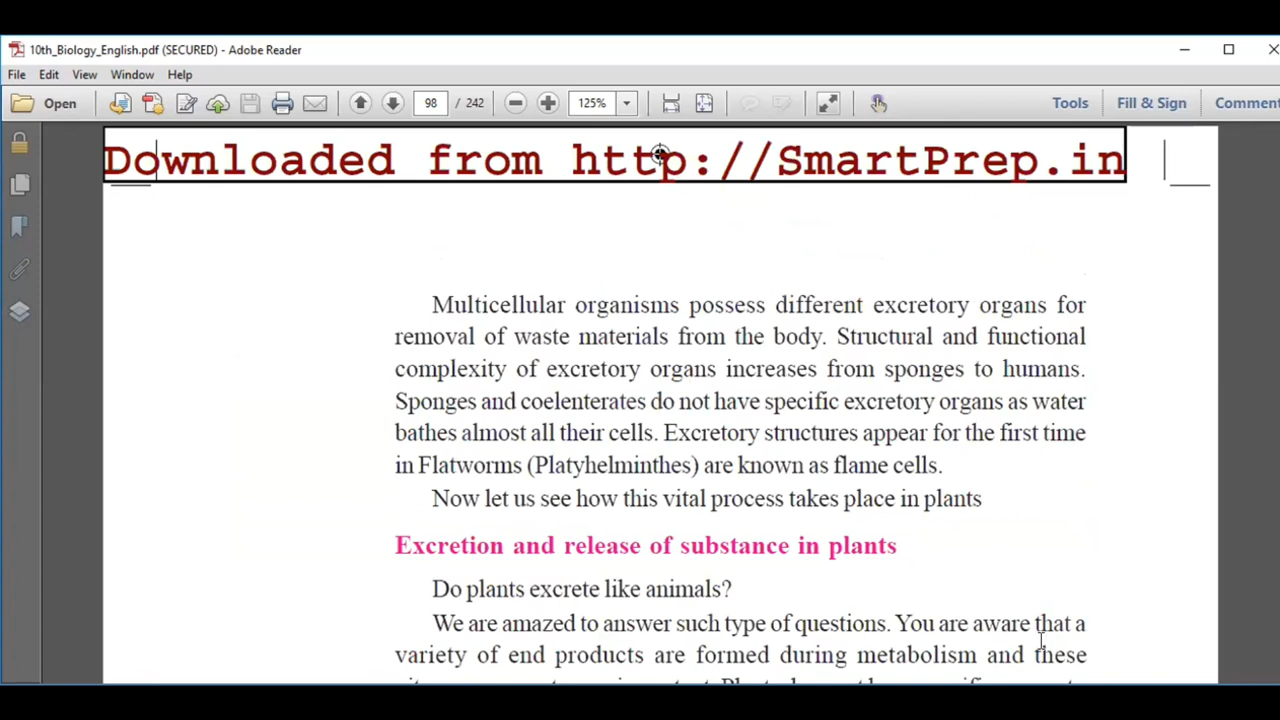 10th_Biology_English.pdf (SECURED) - Adobe Reader
File Edit View Window Help
Open 98 / 242 125% Tools Fill & Sign Comment
Downloaded from http://SmartPrep.in
Multicellular organisms possess different excretory organs for
removal of waste materials from the body. Structural and functional
complexity of excretory organs increases from sponges to humans.
Sponges and coelenterates do not have specific excretory organs as water
bathes almost all their cells. Excretory structures appear for the first time
in Flatworms (Platyhelminthes) are known as flame cells.
Now let us see how this vital process takes place in plants
Excretion and release of substance in plants
Do plants excrete like animals?
We are amazed to answer such type of questions. You are aware that a
variety of end products are formed during metabolism and these